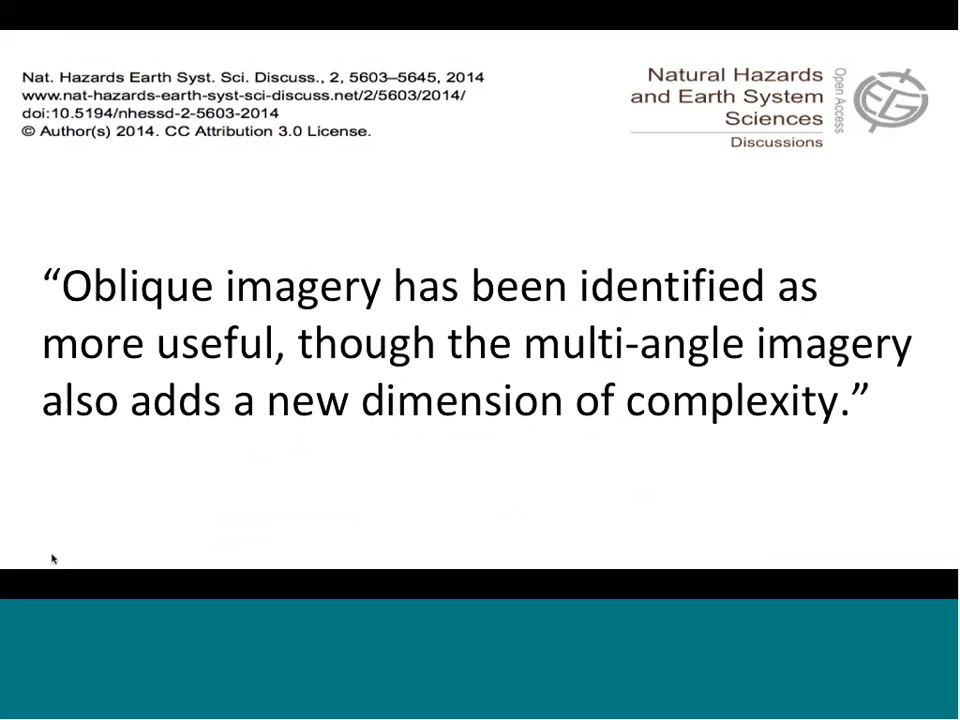 Nat. Hazards Earth Syst. Sci. Discuss., 2, 5603–5645, 2014
www.nat-hazards-earth-syst-sci-discuss.net/2/5603/2014/
doi:10.5194/nhessd-2-5603-2014
© Author(s) 2014. CC Attribution 3.0 License.
Natural Hazards
and Earth System
Sciences
Discussions
Open Access
EGU
“Oblique imagery has been identified as
more useful, though the multi-angle imagery
also adds a new dimension of complexity.”